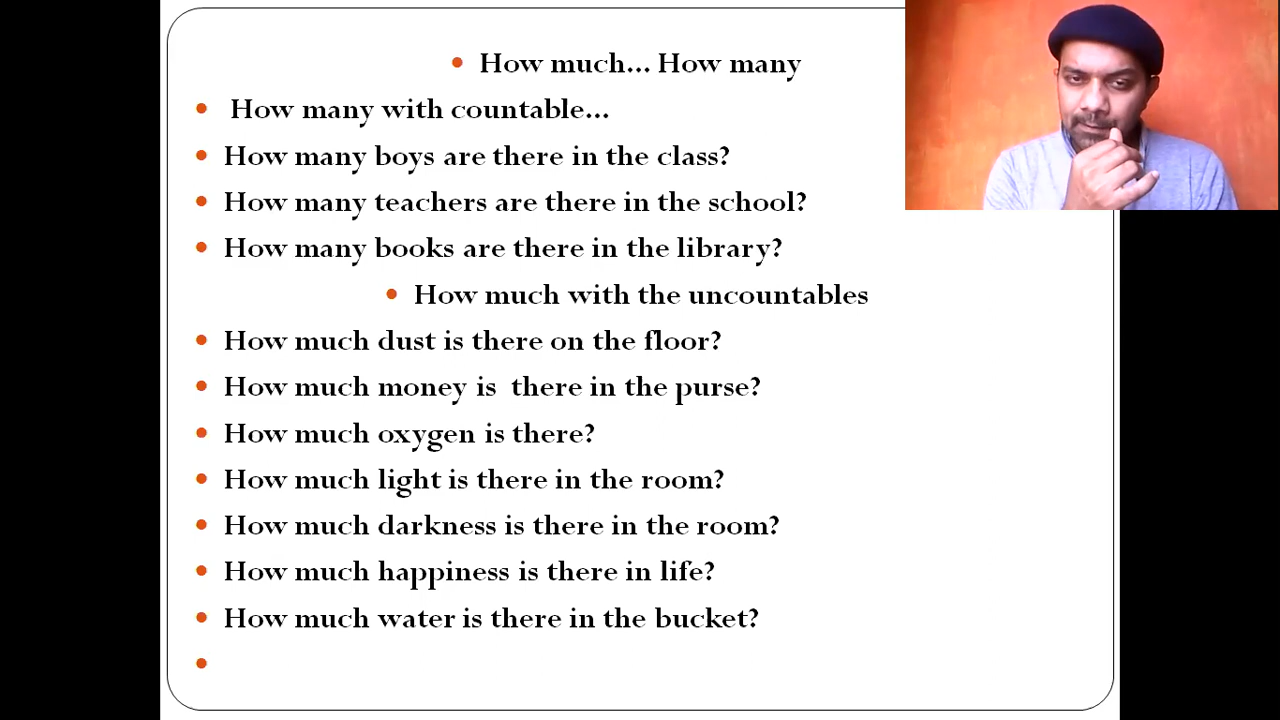 How much... How many
How many with countable...
How many boys are there in the class?
How many teachers are there in the school?
How many books are there in the library?
How much with the uncountables
How much dust is there on the floor?
How much money is  there in the purse?
How much oxygen is there?
How much light is there in the room?
How much darkness is there in the room?
How much happiness is there in life?
How much water is there in the bucket?